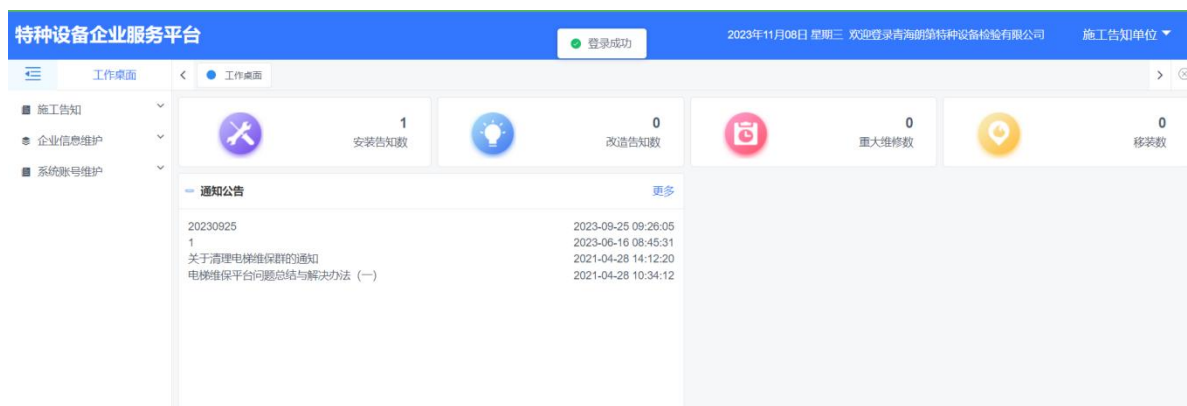 特种设备企业服务平台
登录成功
2023年11月08日 星期三 欢迎登录青海朗第特种设备检验有限公司
施工告知单位
工作桌面
工作桌面
施工告知
企业信息维护
系统账号维护
1
安装告知数
0
改造告知数
0
重大维修数
0
移装数
通知公告
更多
20230925 2023-09-25 09:26:05
1 2023-06-16 08:45:31
关于清理电梯维保群的通知 2021-04-28 14:12:20
电梯维保平台问题总结与解决办法（一） 2021-04-28 10:34:12